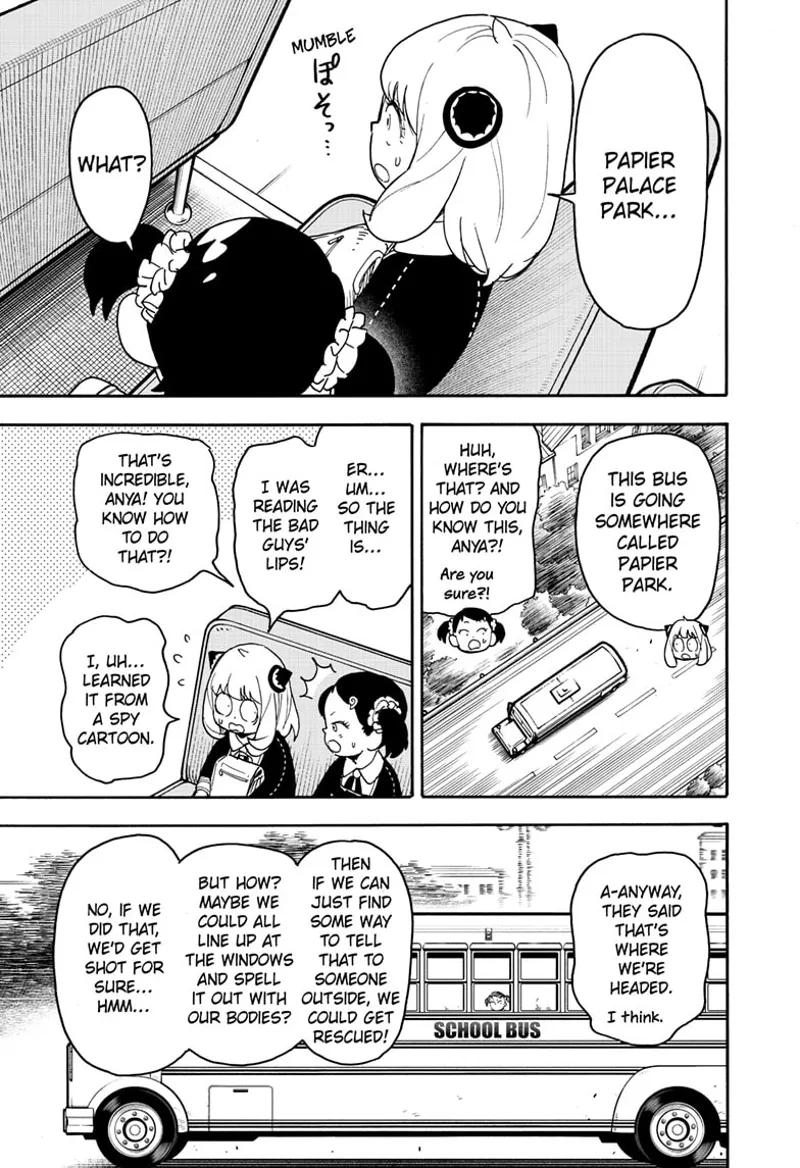 PAPIER
PALACE
PARK...
MUMBLE
ぽそっ…
WHAT?
THIS BUS
IS GOING
SOMEWHERE
CALLED
PAPIER
PARK.
HUH,
WHERE'S
THAT? AND
HOW DO YOU
KNOW THIS,
ANYA?!
Are you
sure?!
ER...
UM...
SO THE
THING
IS...
I WAS
READING
THE BAD
GUYS'
LIPS!
THAT'S
INCREDIBLE,
ANYA! YOU
KNOW HOW
TO DO
THAT?!
I, UH...
LEARNED
IT FROM
A SPY
CARTOON.
A-ANYWAY,
THEY SAID
THAT'S
WHERE
WE'RE
HEADED.
I think.
THEN
IF WE CAN
JUST FIND
SOME WAY
TO TELL
THAT TO
SOMEONE
OUTSIDE, WE
COULD GET
RESCUED!
BUT HOW?
MAYBE WE
COULD ALL
LINE UP AT
THE WINDOWS
AND SPELL
IT OUT WITH
OUR BODIES?
NO, IF WE
DID THAT,
WE'D GET
SHOT FOR
SURE...
HMM...
SCHOOL BUS